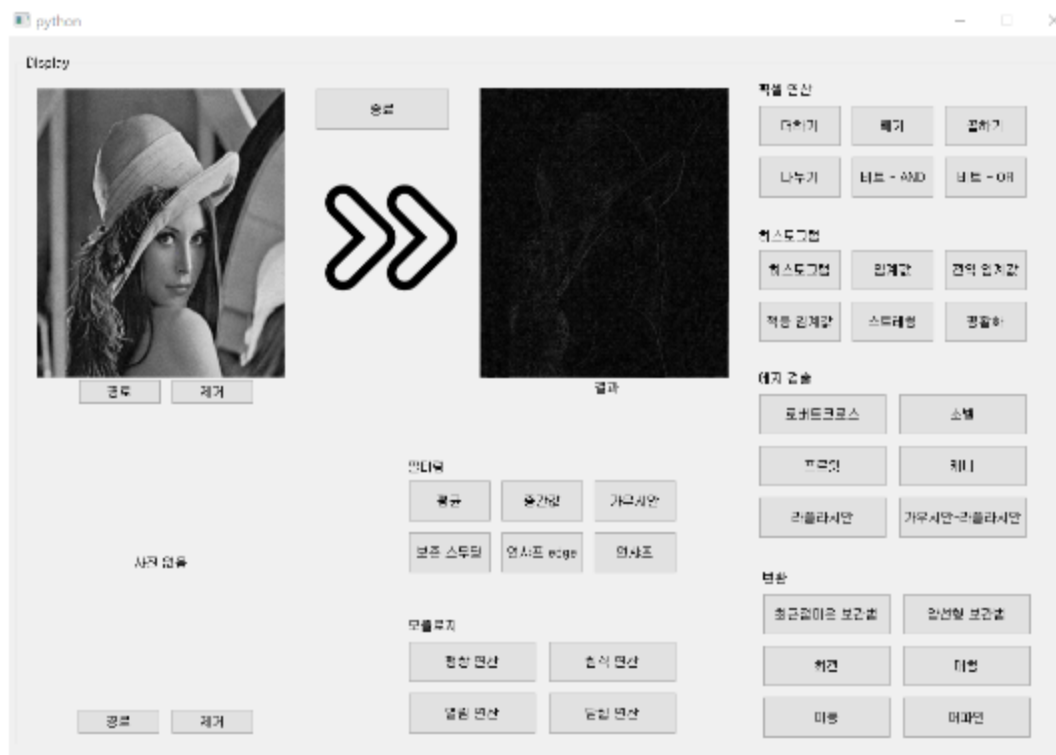 python
Display
종료
경로
제거
결과
사진 없음
경로
제거
필터링
평균
중간값
가우시안
보존 스무딩
언샤프 edge
언샤프
모폴로지
팽창 연산
침식 연산
열림 연산
닫힘 연산
픽셀 연산
더하기
빼기
곱하기
나누기
비트 - AND
비트 - OR
히스토그램
히스토그램
임계값
전역 임계값
적응 임계값
스트레칭
평활화
에지 검출
로버트크로스
소벨
프르윗
캐니
라플라시안
가우시안-라플라시안
변환
최근접이웃 보간법
양선형 보간법
회전
대칭
이동
어파인